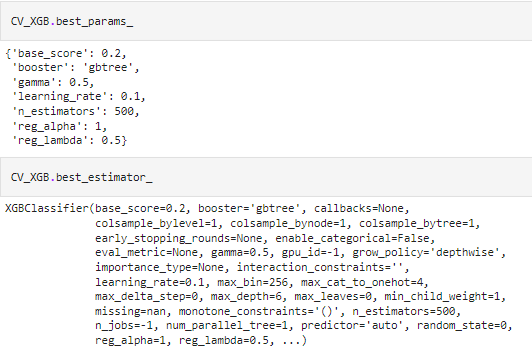 CV_XGB.best_params_
{'base_score': 0.2,
'booster': 'gbtree',
'gamma': 0.5,
'learning_rate': 0.1,
'n_estimators': 500,
'reg_alpha': 1,
'reg_lambda': 0.5}
CV_XGB.best_estimator_
XGBClassifier(base_score=0.2, booster='gbtree', callbacks=None,
colsample_bylevel=1, colsample_bynode=1, colsample_bytree=1,
early_stopping_rounds=None, enable_categorical=False,
eval_metric=None, gamma=0.5, gpu_id=-1, grow_policy='depthwise',
importance_type=None, interaction_constraints='',
learning_rate=0.1, max_bin=256, max_cat_to_onehot=4,
max_delta_step=0, max_depth=6, max_leaves=0, min_child_weight=1,
missing=nan, monotone_constraints='()', n_estimators=500,
n_jobs=-1, num_parallel_tree=1, predictor='auto', random_state=0,
reg_alpha=1, reg_lambda=0.5, ...)